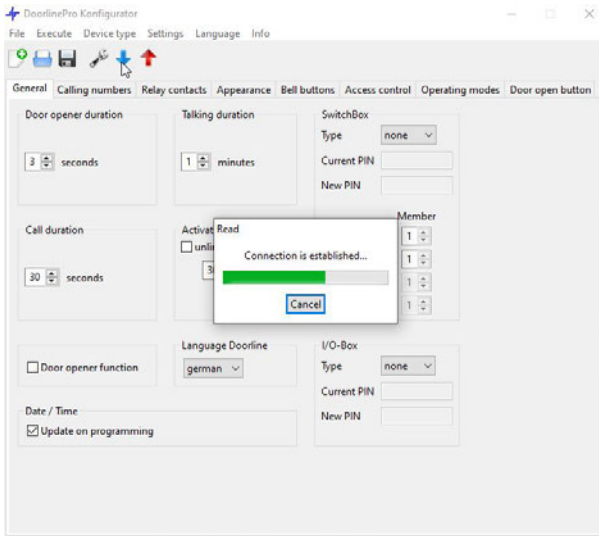 DoorlinePro Konfigurator
File Execute Device type Settings Language Info
General Calling numbers Relay contacts Appearance Bell buttons Access control Operating modes Door open button
Door opener duration
3 seconds
Talking duration
1 minutes
SwitchBox
Type none
Current PIN
New PIN
Member
1
1
1
1
Call duration
30 seconds
Activat
unli
3
Read
Connection is established...
Cancel
Door opener function
Language Doorline
german
I/O-Box
Type none
Current PIN
New PIN
Date / Time
Update on programming